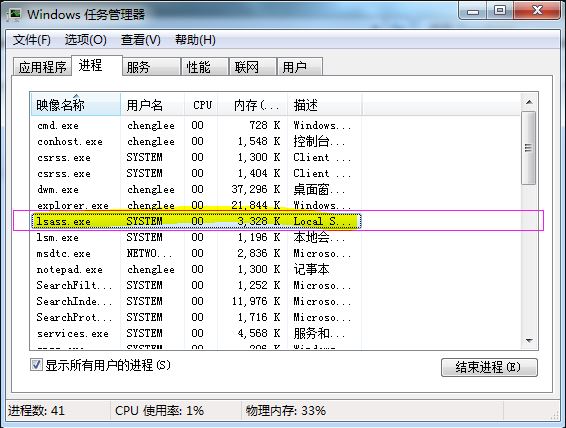 Windows 任务管理器
文件(F) 选项(O) 查看(V) 帮助(H)
应用程序 进程 服务 性能 联网 用户
映像名称 用户名 CPU 内存(... 描述
cmd.exe chenglee 00 728 K Windows...
conhost.exe chenglee 00 1,548 K 控制台...
csrss.exe SYSTEM 00 1,300 K Client ...
csrss.exe SYSTEM 00 1,404 K Client ...
dwm.exe chenglee 00 37,296 K 桌面窗...
explorer.exe chenglee 00 21,844 K Windows...
lsass.exe SYSTEM 00 3,328 K Local S...
lsm.exe SYSTEM 00 1,196 K 本地会...
msdtc.exe NETWO... 00 2,836 K Microso...
notepad.exe chenglee 00 1,300 K 记事本
SearchFilt... SYSTEM 00 1,252 K Microso...
SearchInde... SYSTEM 00 11,976 K Microso...
SearchProt... SYSTEM 00 1,716 K Microso...
services.exe SYSTEM 00 4,568 K 服务和...
显示所有用户的进程(S) 结束进程(E)
进程数: 41 CPU 使用率: 1% 物理内存: 33%